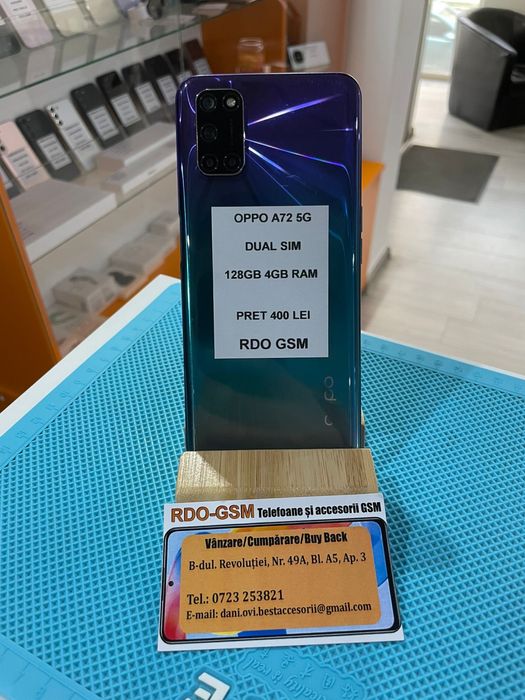 OPPO A72 5G
DUAL SIM
128GB 4GB RAM
PRET 400 LEI
RDO GSM
oppo
RDO-GSM Telefoane și accesorii GSM
Vânzare/Cumpărare/Buy Back
B-dul. Revoluției, Nr. 49A, Bl. A5, Ap. 3
Tel.: 0723 253821
E-mail: dani.ovi.bestaccesorii@gmail.com